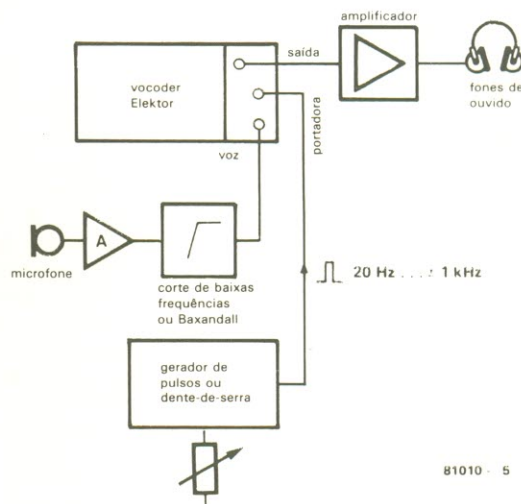 amplificador
saída
vocoder
Elektor
portadora
fones de
ouvido
voz
A
microfone
corte de baixas
frequências
ou Baxandall
20 Hz . . . . : 1 kHz
gerador de
pulsos ou
dente-de-serra
81010 - 5